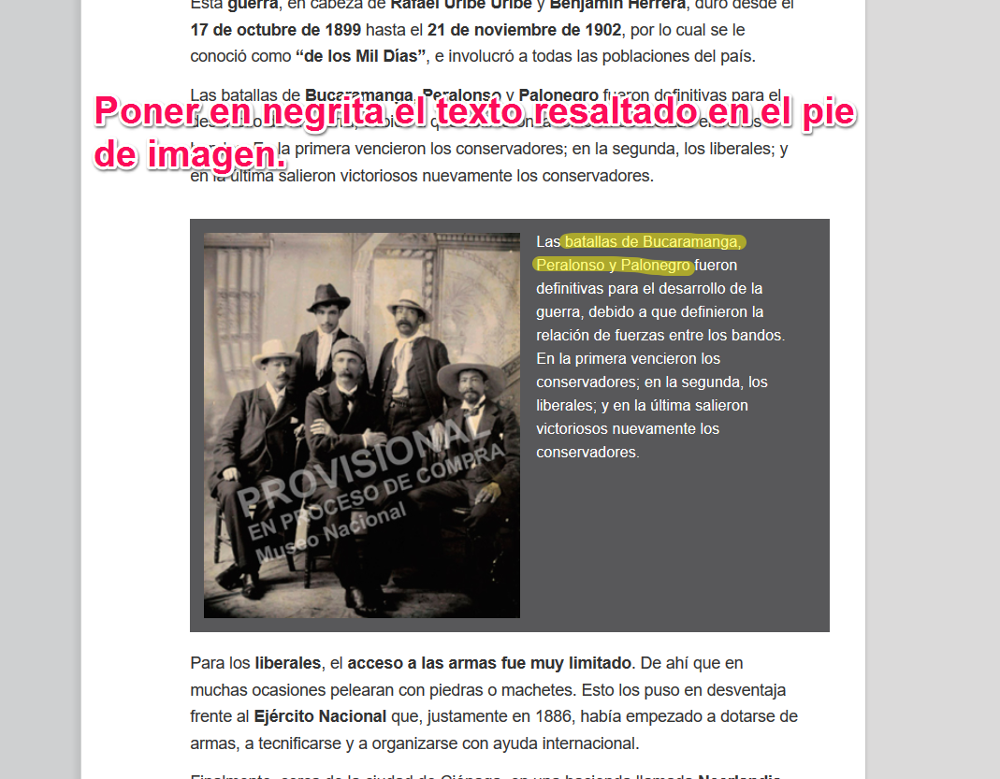 Esta guerra, en cabeza de Rafael Uribe Uribe y Benjamín Herrera, duró desde el
17 de octubre de 1899 hasta el 21 de noviembre de 1902, por lo cual se le
conoció como “de los Mil Días”, e involucró a todas las poblaciones del país.
Las batallas de Bucaramanga, Peralonso y Palonegro fueron definitivas para el
Poner en negrita el texto resaltado en el pie
de imagen.
En la primera vencieron los conservadores; en la segunda, los liberales; y
en la última salieron victoriosos nuevamente los conservadores.
Las batallas de Bucaramanga,
Peralonso y Palonegro fueron
definitivas para el desarrollo de la
guerra, debido a que definieron la
relación de fuerzas entre los bandos.
En la primera vencieron los
conservadores; en la segunda, los
liberales; y en la última salieron
victoriosos nuevamente los
conservadores.
PROVISIONAL
EN PROCESO DE COMPRA
Museo Nacional
Para los liberales, el acceso a las armas fue muy limitado. De ahí que en
muchas ocasiones pelearan con piedras o machetes. Esto los puso en desventaja
frente al Ejército Nacional que, justamente en 1886, había empezado a dotarse de
armas, a tecnificarse y a organizarse con ayuda internacional.
Finalmente, cerca de la ciudad de Ciénaga, en una hacienda llamada Neerlandia